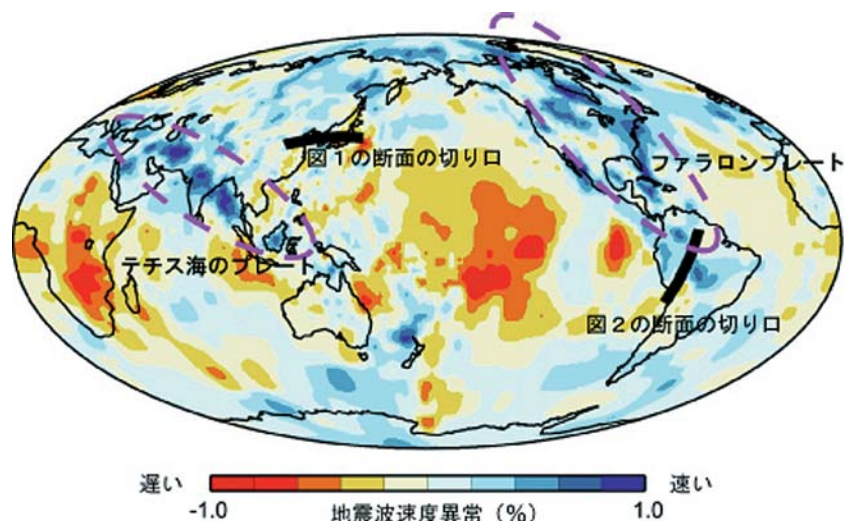 図１の断面の切り口
ファラロンプレート
テチス海のプレート
図２の断面の切り口
遅い
速い
-1.0
地震波速度異常（％）
1.0